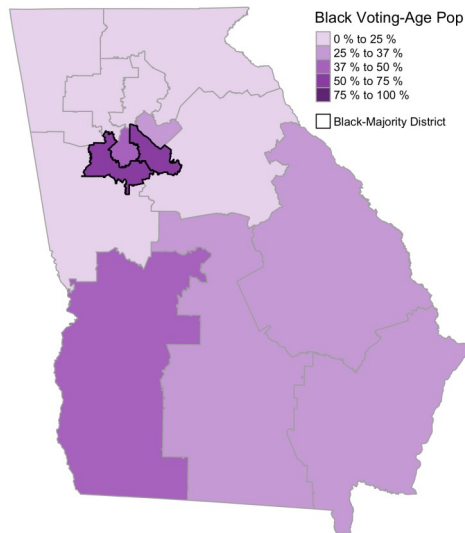 Black Voting-Age Pop
0 % to 25 %
25 % to 37 %
37 % to 50 %
50 % to 75 %
75 % to 100 %
Black-Majority District